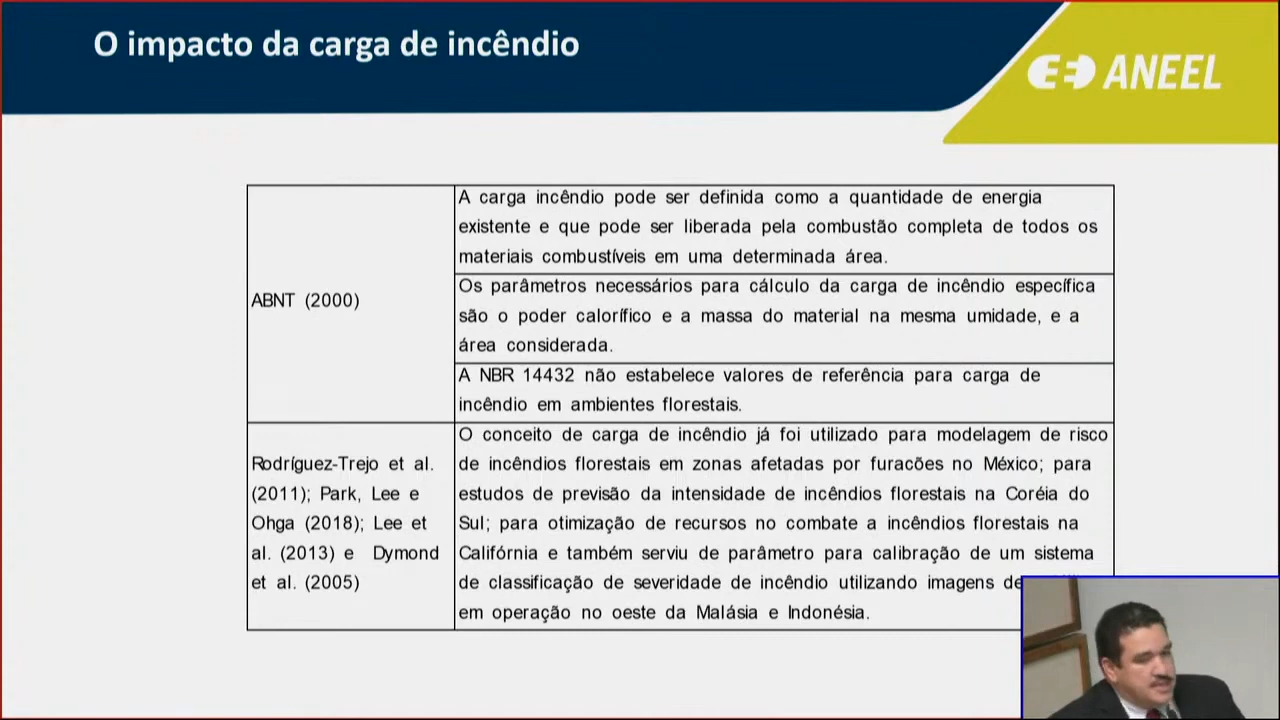 O impacto da carga de incêndio
ANEEL
ABNT (2000)
A carga incêndio pode ser definida como a quantidade de energia
existente e que pode ser liberada pela combustão completa de todos os
materiais combustíveis em uma determinada área.
Os parâmetros necessários para cálculo da carga de incêndio específica
são o poder calorífico e a massa do material na mesma umidade, e a
área considerada.
A NBR 14432 não estabelece valores de referência para carga de
incêndio em ambientes florestais.
Rodríguez-Trejo et al.
(2011); Park, Lee e
Ohga (2018); Lee et
al. (2013) e Dymond
et al. (2005)
O conceito de carga de incêndio já foi utilizado para modelagem de risco
de incêndios florestais em zonas afetadas por furacões no México; para
estudos de previsão da intensidade de incêndios florestais na Coréia do
Sul; para otimização de recursos no combate a incêndios florestais na
Califórnia e também serviu de parâmetro para calibração de um sistema
de classificação de severidade de incêndio utilizando imagens de
em operação no oeste da Malásia e Indonésia.